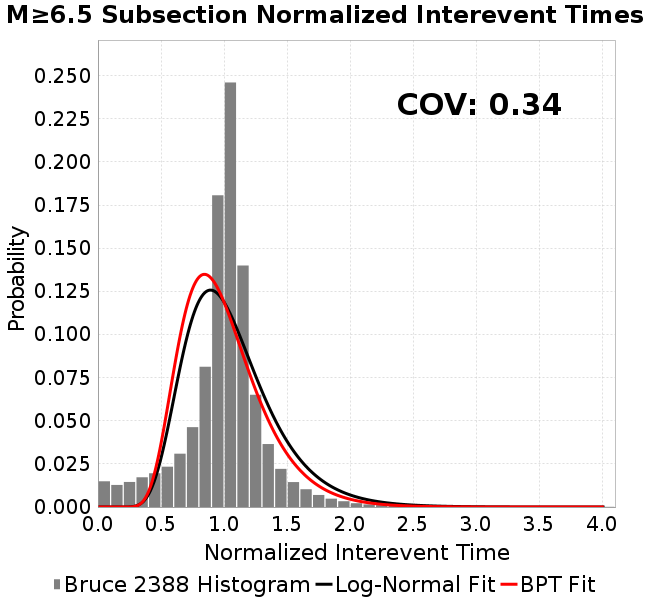 M≥6.5 Subsection Normalized Interevent Times
COV: 0.34
0.250
0.225
0.200
0.175
0.150
0.125
0.100
0.075
0.050
0.025
0.000
Probability
0.0 0.5 1.0 1.5 2.0 2.5 3.0 3.5 4.0
Normalized Interevent Time
Bruce 2388 Histogram Log-Normal Fit BPT Fit